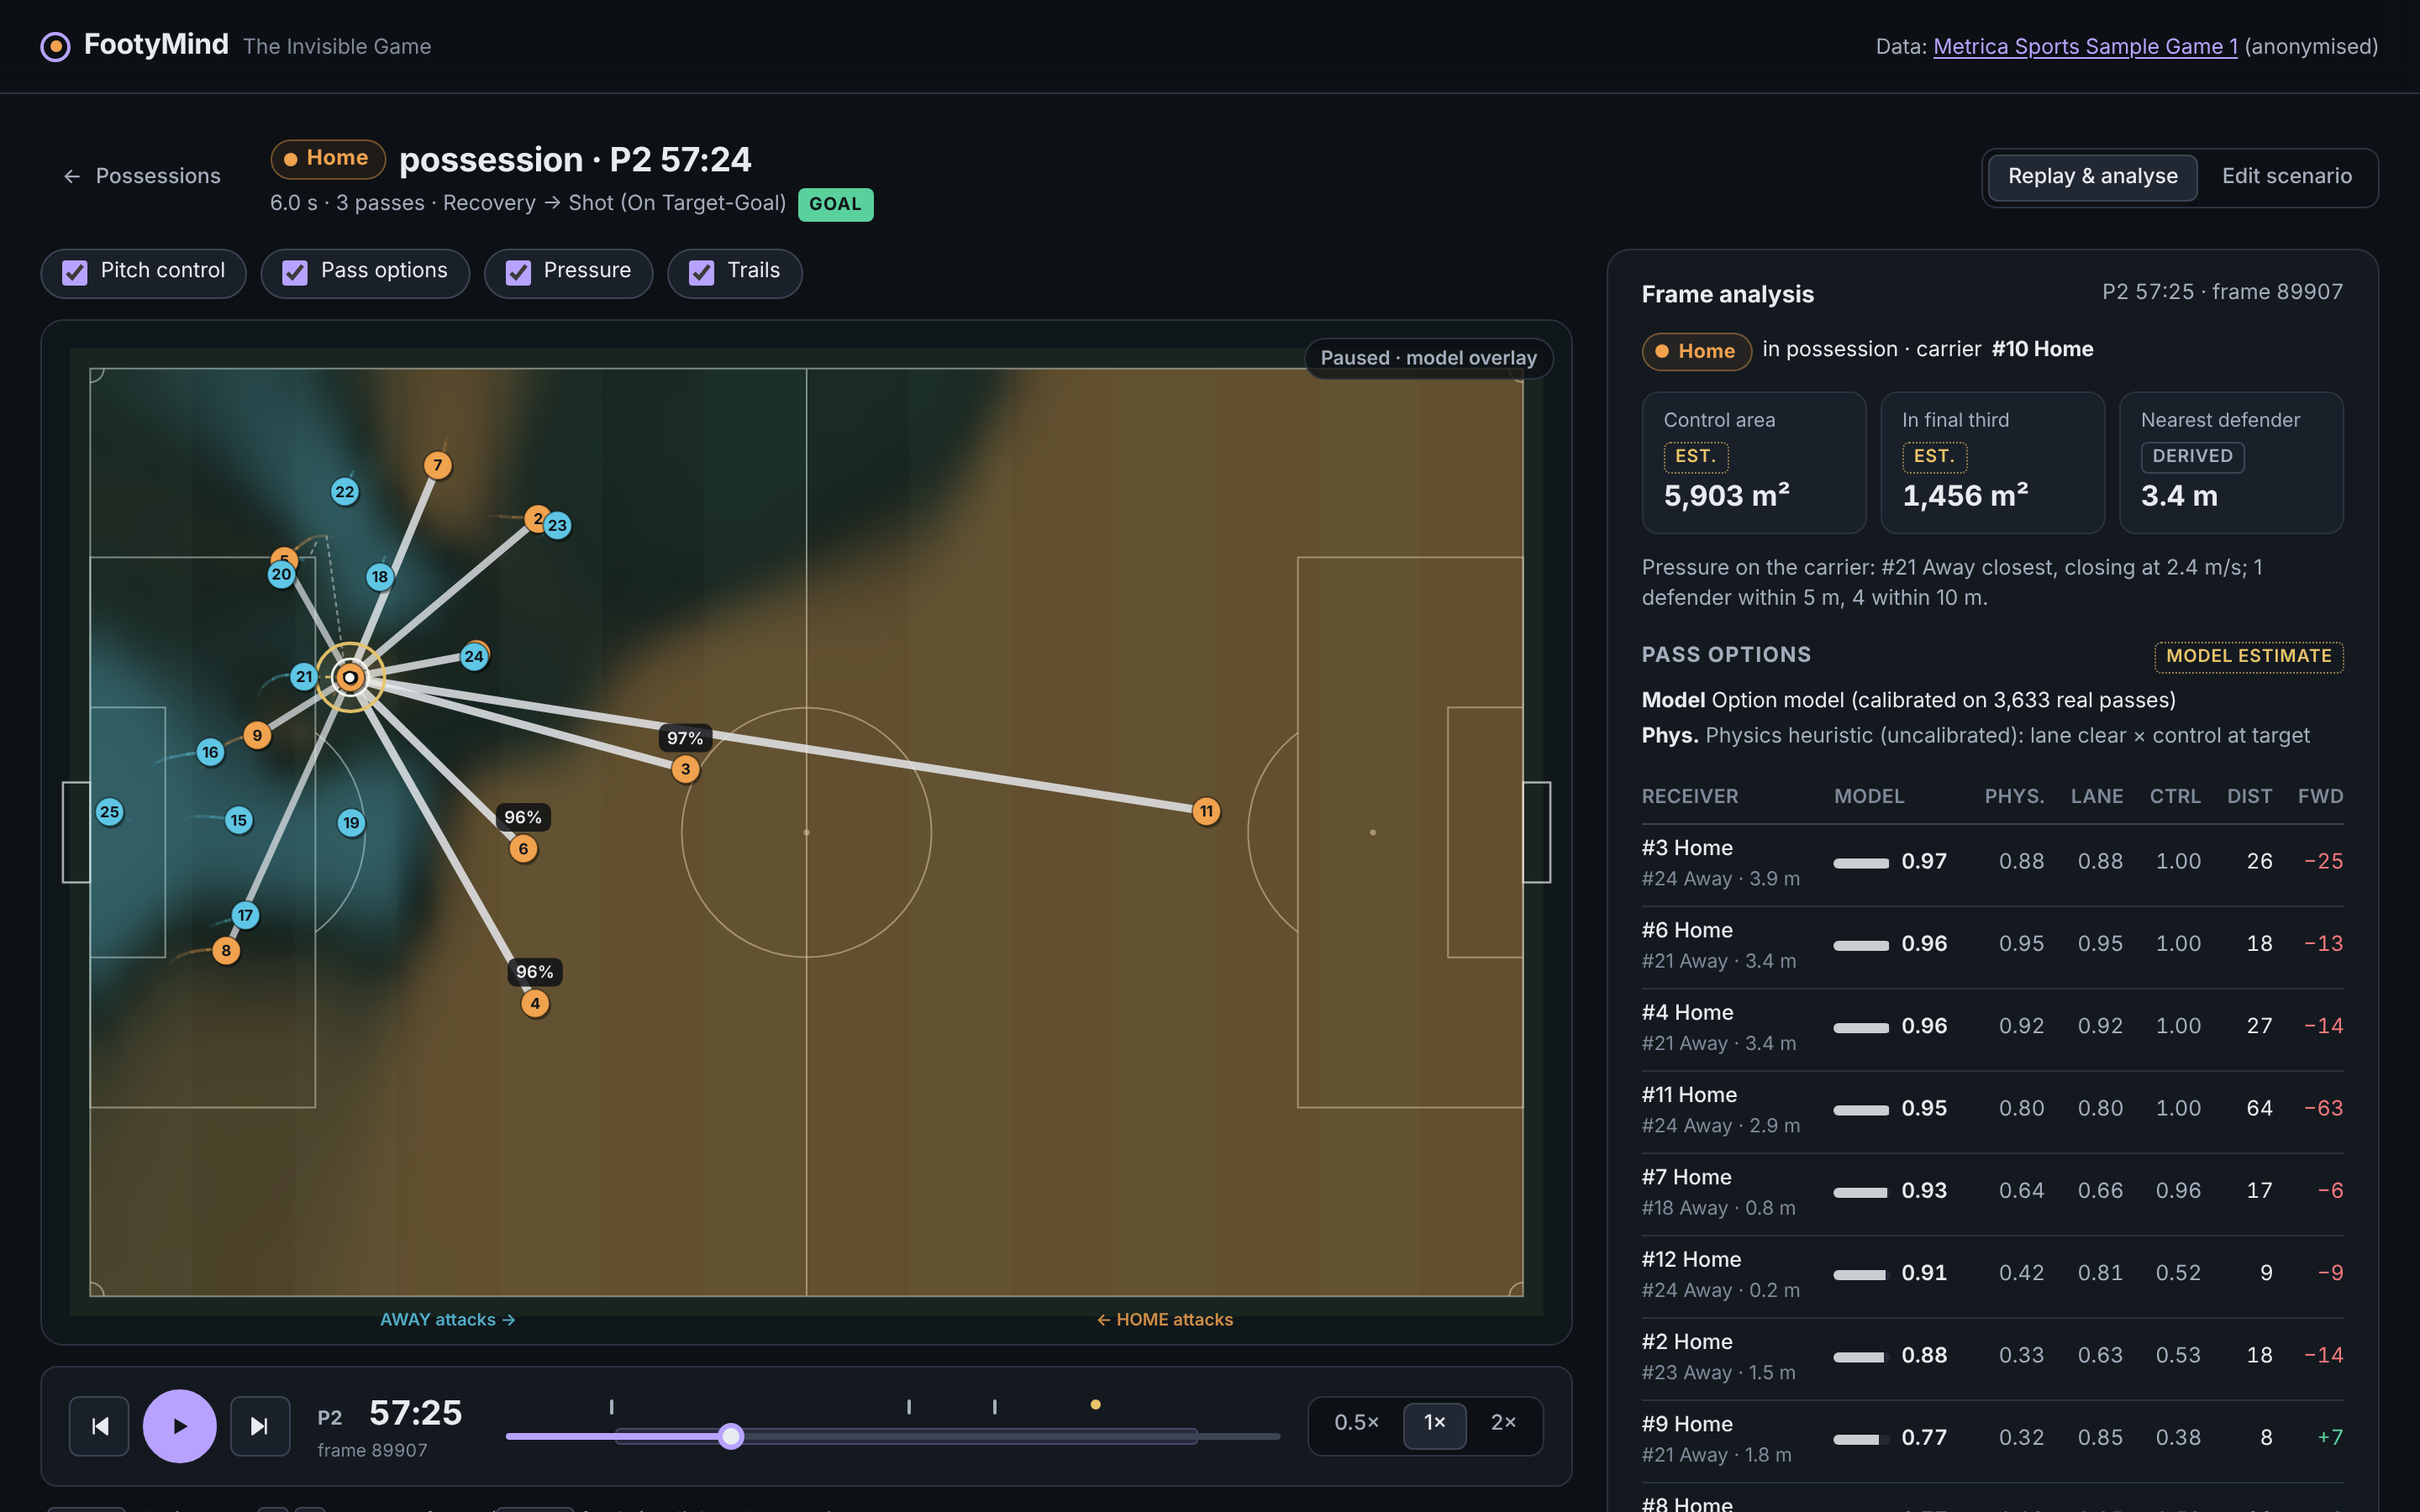 FootyMind The Invisible Game
Data: Metrica Sports Sample Game 1 (anonymised)
← Possessions
Home possession · P2 57:24
6.0 s · 3 passes · Recovery → Shot (On Target-Goal) GOAL
Replay & analyse Edit scenario
Pitch control Pass options Pressure Trails
Paused · model overlay
7
22
2
23
5
20
18
24
21
9
16
97%
3
11
25
15
19
96%
6
17
8
96%
4
AWAY attacks →
← HOME attacks
P2 57:25
frame 89907
0.5× 1× 2×
Frame analysis P2 57:25 · frame 89907
Home in possession · carrier #10 Home
Control area
EST.
5,903 m²
In final third
EST.
1,456 m²
Nearest defender
DERIVED
3.4 m
Pressure on the carrier: #21 Away closest, closing at 2.4 m/s; 1
defender within 5 m, 4 within 10 m.
PASS OPTIONS MODEL ESTIMATE
Model Option model (calibrated on 3,633 real passes)
Phys. Physics heuristic (uncalibrated): lane clear × control at target
RECEIVER MODEL PHYS. LANE CTRL DIST FWD
#3 Home 0.97 0.88 0.88 1.00 26 −25
#24 Away · 3.9 m
#6 Home 0.96 0.95 0.95 1.00 18 −13
#21 Away · 3.4 m
#4 Home 0.96 0.92 0.92 1.00 27 −14
#21 Away · 3.4 m
#11 Home 0.95 0.80 0.80 1.00 64 −63
#24 Away · 2.9 m
#7 Home 0.93 0.64 0.66 0.96 17 −6
#18 Away · 0.8 m
#12 Home 0.91 0.42 0.81 0.52 9 −9
#24 Away · 0.2 m
#2 Home 0.88 0.33 0.63 0.53 18 −14
#23 Away · 1.5 m
#9 Home 0.77 0.32 0.85 0.38 8 +7
#21 Away · 1.8 m
#8 Home